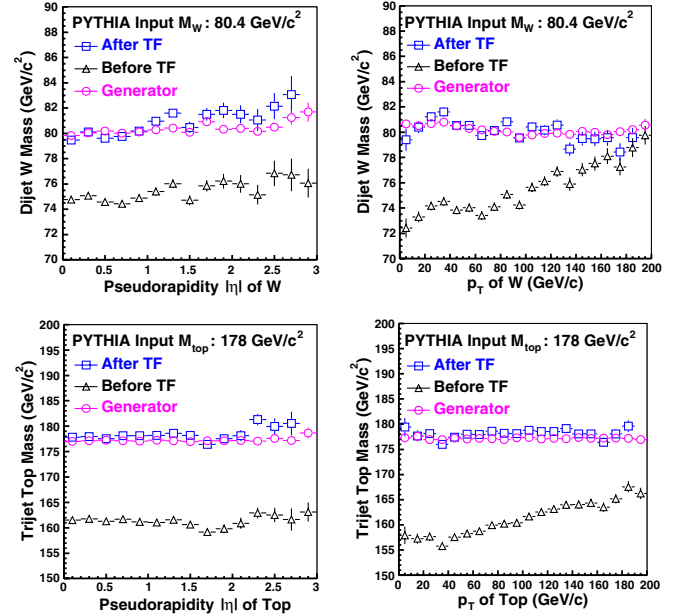 PYTHIA Input M_W : 80.4 GeV/c²
After TF
Before TF
Generator
Dijet W Mass (GeV/c²)
90
88
86
84
82
80
78
76
74
72
70
0 0.5 1 1.5 2 2.5 3
Pseudorapidity |η| of W
PYTHIA Input M_W : 80.4 GeV/c²
After TF
Before TF
Generator
Dijet W Mass (GeV/c²)
90
88
86
84
82
80
78
76
74
72
70
0 20 40 60 80 100 120 140 160 180 200
p_T of W (GeV/c)
PYTHIA Input M_top : 178 GeV/c²
After TF
Before TF
Generator
Trijet Top Mass (GeV/c²)
200
195
190
185
180
175
170
165
160
155
150
0 0.5 1 1.5 2 2.5 3
Pseudorapidity |η| of Top
PYTHIA Input M_top : 178 GeV/c²
After TF
Before TF
Generator
Trijet Top Mass (GeV/c²)
200
195
190
185
180
175
170
165
160
155
150
0 20 40 60 80 100 120 140 160 180 200
p_T of Top (GeV/c)